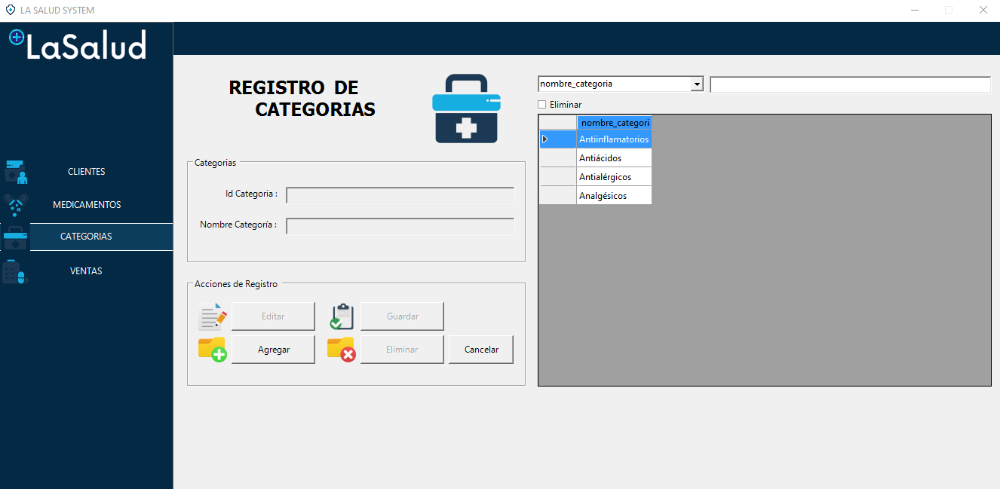 LA SALUD SYSTEM
LaSalud
CLIENTES
MEDICAMENTOS
CATEGORIAS
VENTAS
REGISTRO DE
CATEGORIAS
Categorias
Id Categoria :
Nombre Categoría :
Acciones de Registro
Editar
Guardar
Agregar
Eliminar
Cancelar
nombre_categoria
Eliminar
nombre_categori
Antiinflamatorios
Antiácidos
Antialérgicos
Analgésicos